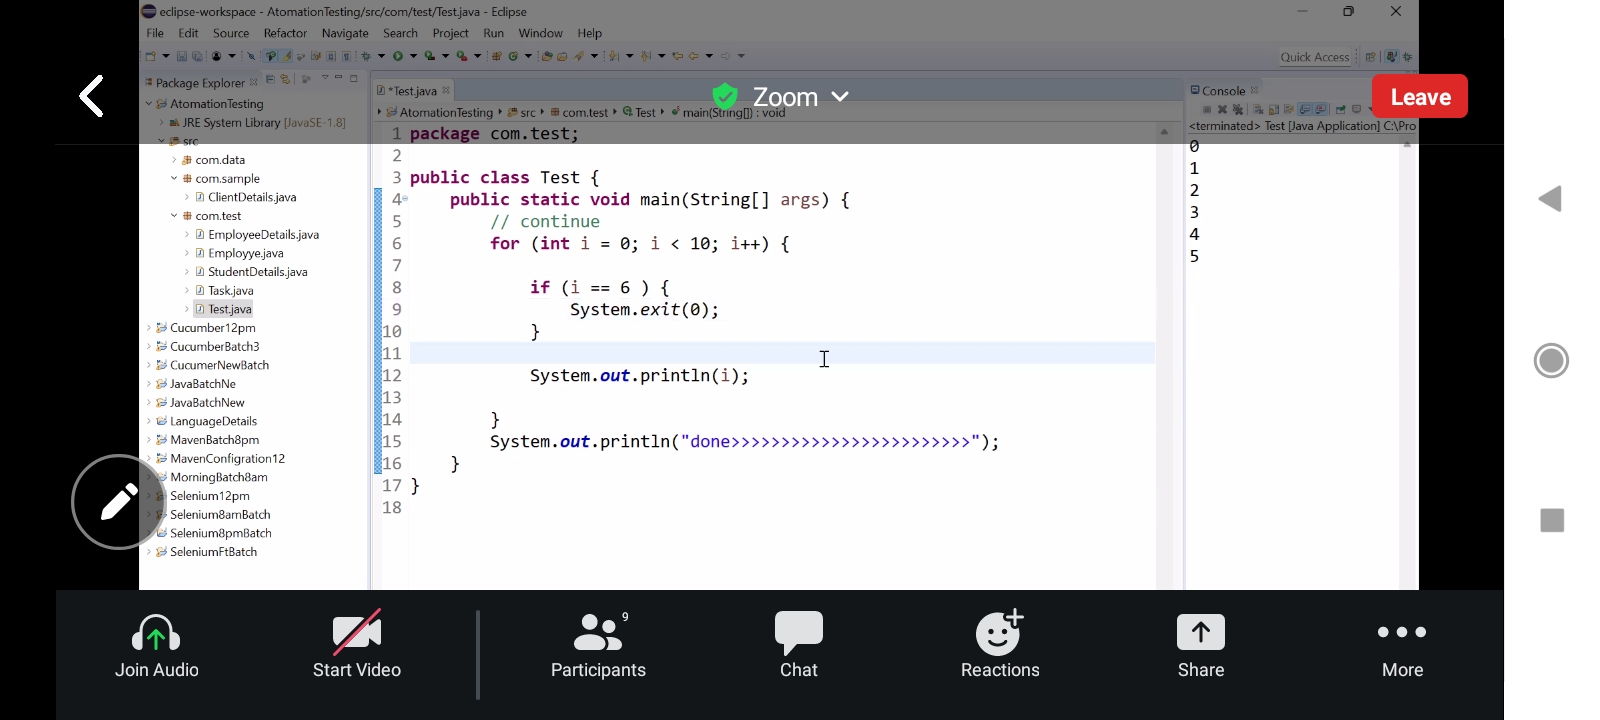 eclipse-workspace - AtomationTesting/src/com/test/Test.java - Eclipse
File Edit Source Refactor Navigate Search Project Run Window Help
Quick Access
Package Explorer
AtomationTesting
JRE System Library [JavaSE-1.8]
src
com.data
com.sample
ClientDetails.java
com.test
EmployeeDetails.java
Employye.java
StudentDetails.java
Task.java
Test.java
Cucumber12pm
CucumberBatch3
CucumerNewBatch
JavaBatchNe
JavaBatchNew
LanguageDetails
MavenBatch8pm
MavenConfigration12
MorningBatch8am
Selenium12pm
Selenium8amBatch
Selenium8pmBatch
SeleniumFtBatch
*Test.java
Zoom
Leave
AtomationTesting src com.test Test main(String[]) : void
1 package com.test;
2
3 public class Test {
4 public static void main(String[] args) {
5 // continue
6 for (int i = 0; i < 10; i++) {
7
8 if (i == 6 ) {
9 System.exit(0);
10 }
11
12 System.out.println(i);
13
14 }
15 System.out.println("done>>>>>>>>>>>>>>>>>>>>>>>>");
16 }
17 }
18
Console
<terminated> Test [Java Application] C:\Pro
0
1
2
3
4
5
Join Audio
Start Video
9
Participants
Chat
Reactions
Share
More